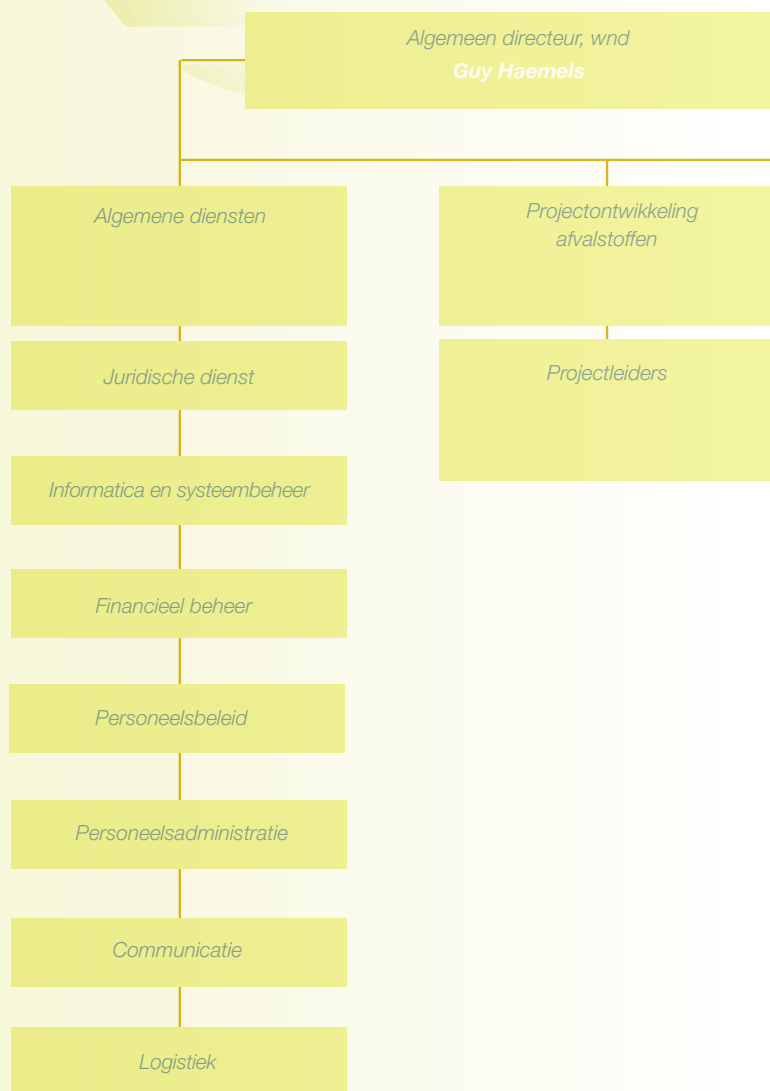 Algemeen directeur, wnd
Guy Haemels
Algemene diensten
Juridische dienst
Informatica en systeembeheer
Financieel beheer
Personeelsbeleid
Personeelsadministratie
Communicatie
Logistiek
Projectontwikkeling
afvalstoffen
Projectleiders